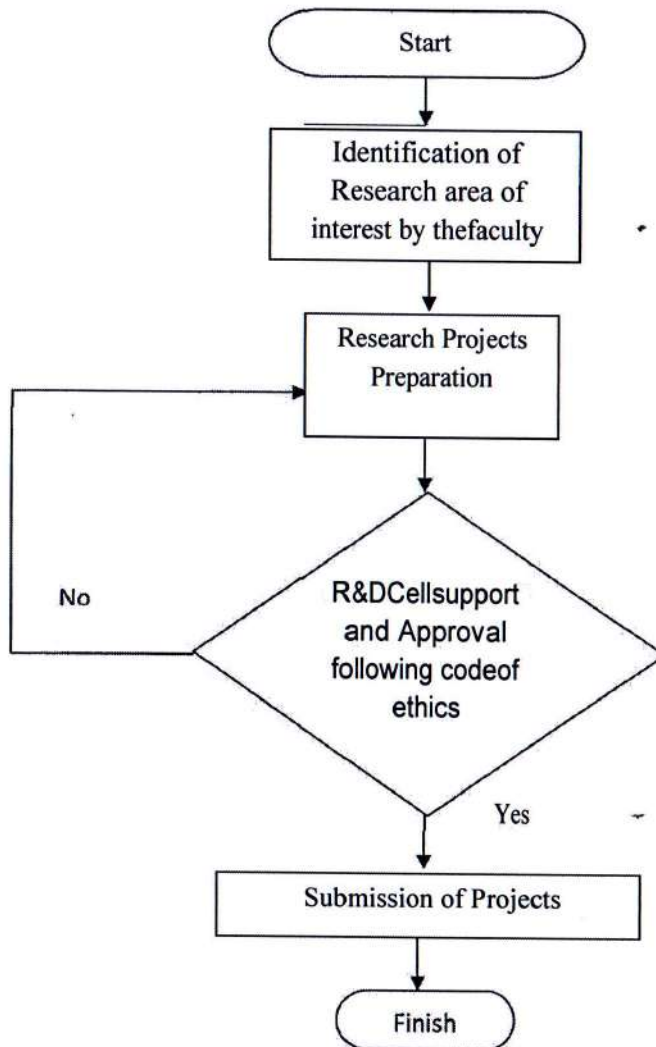 Start
Identification of
Research area of
interest by thefaculty
Research Projects
Preparation
No
R&DCellsupport
and Approval
following codeof
ethics
Yes
Submission of Projects
Finish